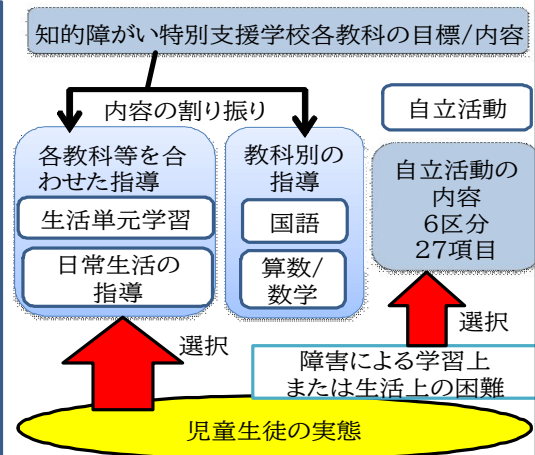 知的障がい特別支援学校各教科の目標/内容
内容の割り振り
各教科等を合
わせた指導
生活単元学習
日常生活の
指導
教科別の
指導
国語
算数/
数学
自立活動
自立活動の
内容
6区分
27項目
選択
選択
障害による学習上
または生活上の困難
児童生徒の実態